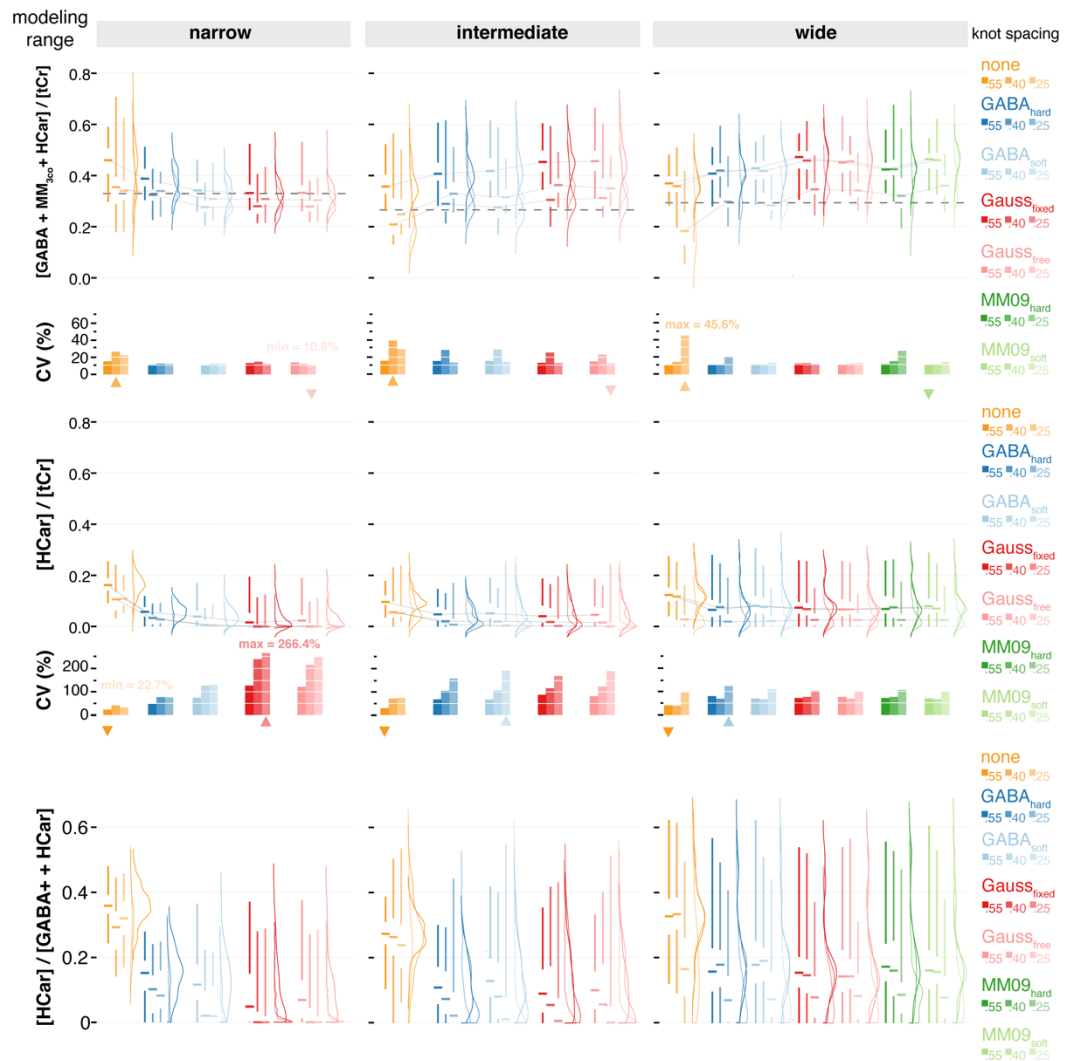 modeling range
narrow
intermediate
wide
knot spacing
[GABA + MM3co + HCar] / [tCr]
0.8
0.6
0.4
0.2
0.0
none
.55 .40 .25
GABAhard
.55 .40 .25
GABAsoft
.55 .40 .25
Gaussfixed
.55 .40 .25
Gaussfree
.55 .40 .25
MM09hard
.55 .40 .25
MM09soft
.55 .40 .25
CV (%)
60
40
20
0
min = 10.8%
max = 45.6%
[HCar] / [tCr]
0.8
0.6
0.4
0.2
0.0
none
.55 .40 .25
GABAhard
.55 .40 .25
GABAsoft
.55 .40 .25
Gaussfixed
.55 .40 .25
Gaussfree
.55 .40 .25
MM09hard
.55 .40 .25
MM09soft
.55 .40 .25
CV (%)
200
100
0
min = 22.7%
max = 266.4%
[HCar] / [GABA+ + HCar]
0.6
0.4
0.2
0
none
.55 .40 .25
GABAhard
.55 .40 .25
GABAsoft
.55 .40 .25
Gaussfixed
.55 .40 .25
Gaussfree
.55 .40 .25
MM09hard
.55 .40 .25
MM09soft
.55 .40 .25